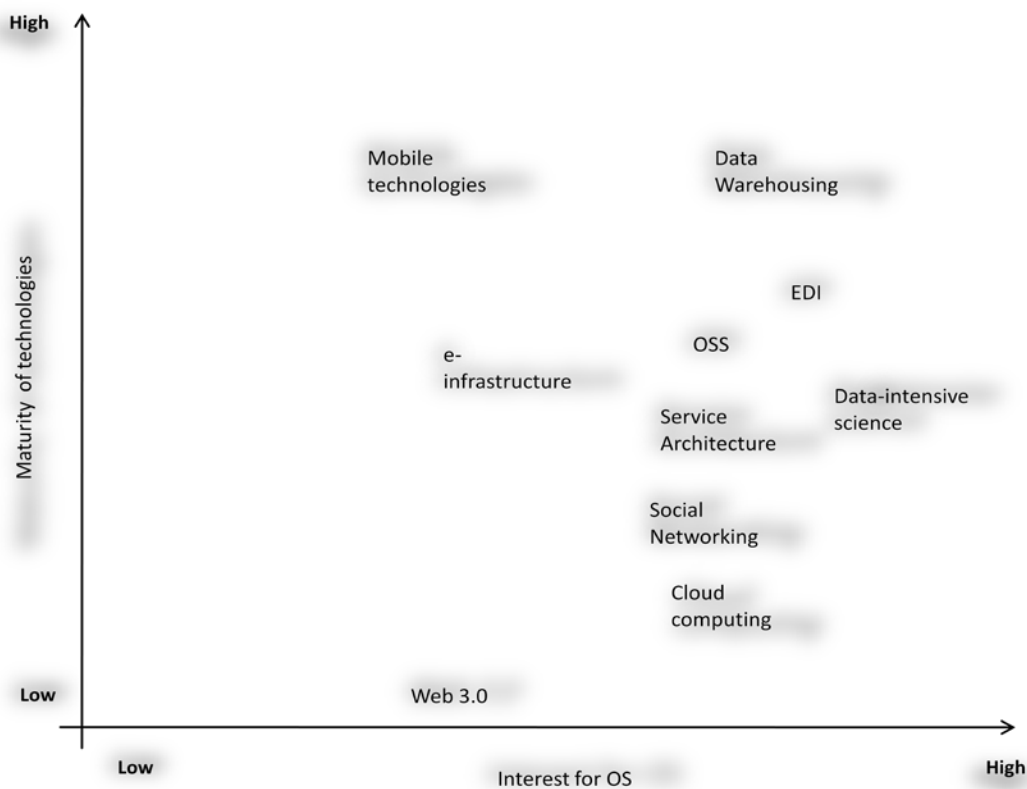 High
Mobile
technologies
Data
Warehousing
Maturity of technologies
EDI
OSS
e-
infrastructure
Data-intensive
science
Service
Architecture
Social
Networking
Cloud
computing
Low
Web 3.0
Low
Interest for OS
High